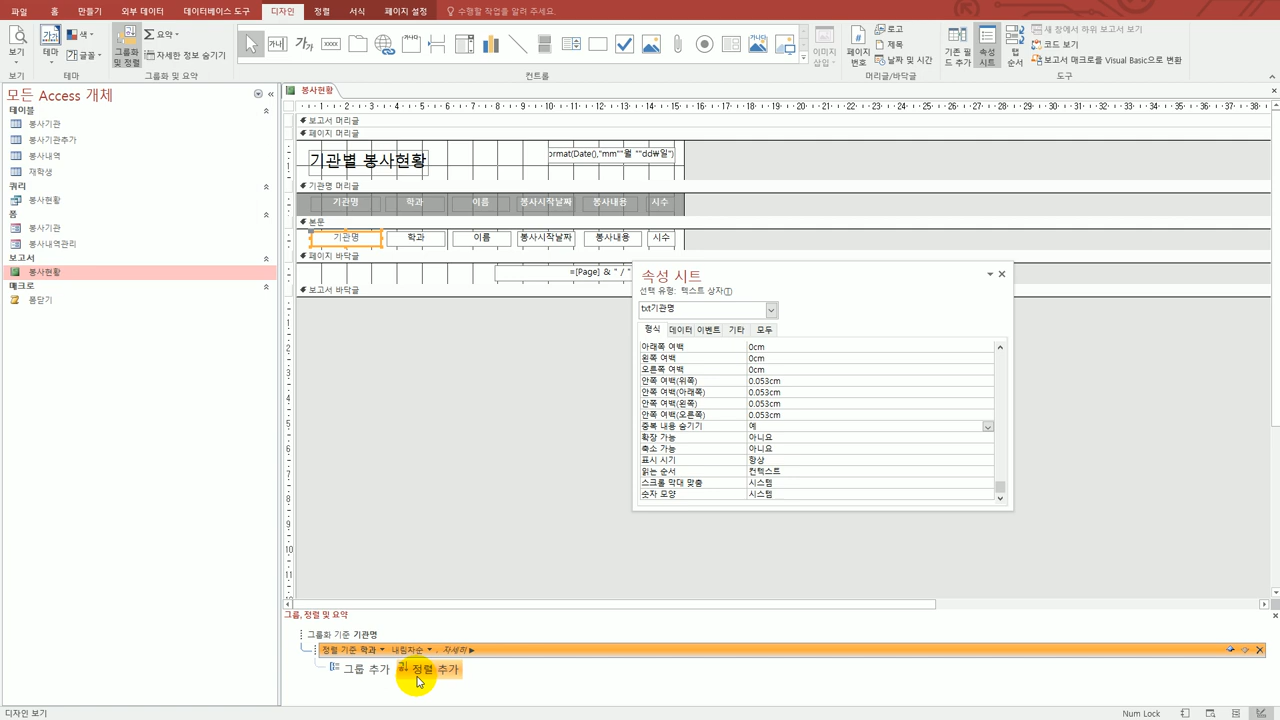 파일 홈 만들기 외부 데이터 데이터베이스 도구 디자인 정렬 서식 페이지 설정 수행할 작업을 알려 주세요.
보기 테마 색 글꼴 그룹화 및 정렬 요약 자세한 정보 숨기기
이미지 삽입 페이지 번호 로고 제목 날짜 및 시간
기존 필드 추가 속성 시트 탭 순서 새 창에서 하위 보고서 보기 코드 보기 보고서 매크로를 Visual Basic으로 변환
보기 테마 그룹화 및 요약 컨트롤 머리글/바닥글 도구
모든 Access 개체
테이블
봉사기관
봉사기관추가
봉사내역
재학생
쿼리
봉사현황
폼
봉사기관
봉사내역관리
보고서
봉사현황
매크로
폼닫기
봉사현황
보고서 머리글
페이지 머리글
기관별 봉사현황
ormat(Date(),"mm""월 ""dd₩일")
기관명 머리글
기관명 학과 이름 봉사시작날짜 봉사내용 시수
본문
기관명 학과 이름 봉사시작날짜 봉사내용 시수
페이지 바닥글
=[Page] & " / "
보고서 바닥글
속성 시트
선택 유형: 텍스트 상자(T)
txt기관명
형식 데이터 이벤트 기타 모두
아래쪽 여백 0cm
왼쪽 여백 0cm
오른쪽 여백 0cm
안쪽 여백(위쪽) 0.053cm
안쪽 여백(아래쪽) 0.053cm
안쪽 여백(왼쪽) 0.053cm
안쪽 여백(오른쪽) 0.053cm
중복 내용 숨기기 예
확장 가능 아니요
축소 가능 아니요
표시 시기 항상
읽는 순서 컨텍스트
스크롤 막대 맞춤 시스템
숫자 모양 시스템
그룹, 정렬 및 요약
그룹화 기준 기관명
정렬 기준 학과 내림차순 , 자세히
그룹 추가 정렬 추가
디자인 보기 Num Lock